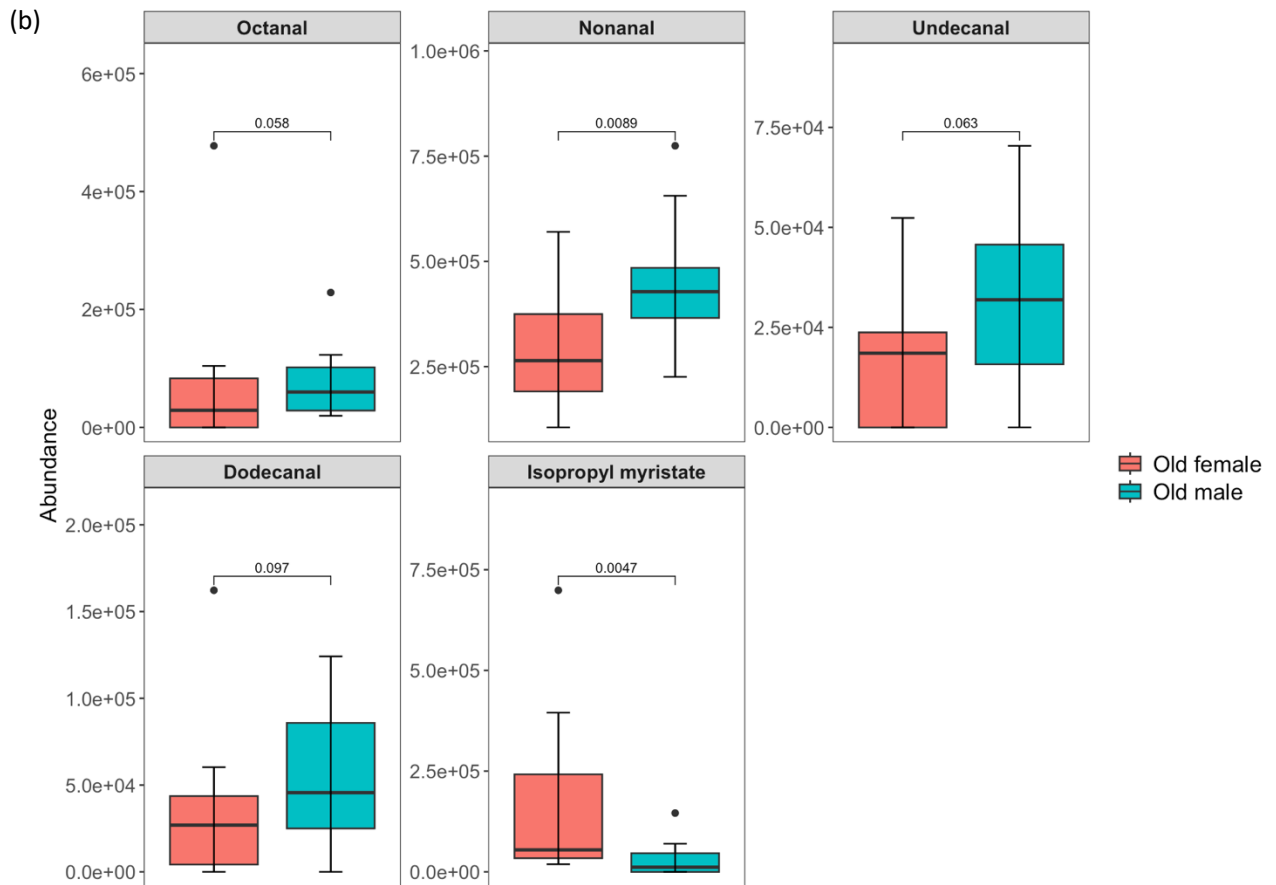 (b)
Octanal
Nonanal
Undecanal
6e+05
4e+05
2e+05
0e+00
0.058
1.0e+06
7.5e+05
5.0e+05
2.5e+05
0.0089
7.5e+04
5.0e+04
2.5e+04
0.0e+00
0.063
Abundance
Dodecanal
Isopropyl myristate
2.0e+05
1.5e+05
1.0e+05
5.0e+04
0.0e+00
0.097
7.5e+05
5.0e+05
2.5e+05
0.0e+00
0.0047
Old female
Old male